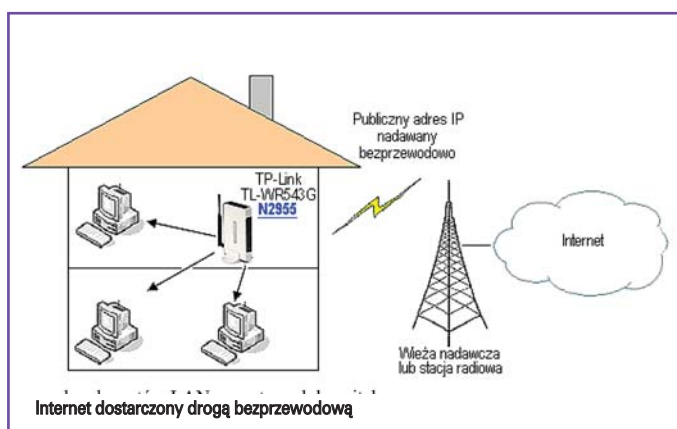 Publiczny adres IP
nadawany
bezprzewodowo
TP-Link
TL-WR543G
N2955
Internet
Wieża nadawcza
lub stacja radiowa
Internet dostarczony drogą bezprzewodową